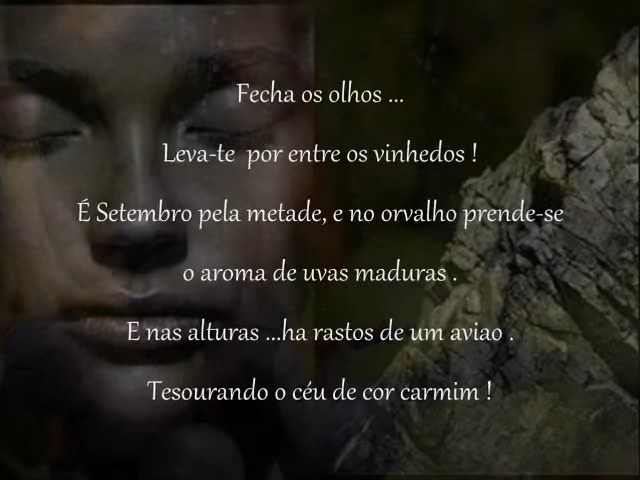 Fecha os olhos ...
Leva-te por entre os vinhedos !
É Setembro pela metade, e no orvalho prende-se
o aroma de uvas maduras .
E nas alturas ...ha rastos de um aviao .
Tesourando o céu de cor carmim !